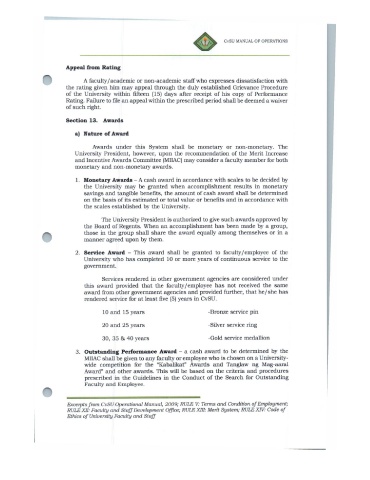 CvSU MANUAL OF OPERATIONS
Appeal from Rating
A faculty/academic or non-academic staff who expresses dissatisfaction with
the rating given him may appeal through the duly established Grievance Procedure
of the University within fifteen (15) days after receipt of his copy of Performance
Rating. Failure to file an appeal within the prescribed period shall be deemed a waiver
of such right.
Section 13. Awards
a) Nature of Award
Awards under this System shall be monetary or non-monetary. The
University President, however, upon the recommendation of the Merit Increase
and Incentive Awards Committee (MIIAC) may consider a faculty member for both
monetary and non-monetary awards.
1. Monetary Awards – A cash award in accordance with scales to be decided by
the University may be granted when accomplishment results in monetary
savings and tangible benefits, the amount of cash award shall be determined
on the basis of its estimated or total value or benefits and in accordance with
the scales established by the University.
The University President is authorized to give such awards approved by
the Board of Regents. When an accomplishment has been made by a group,
those in the group shall share the award equally among themselves or in a
manner agreed upon by them.
2. Service Award – This award shall be granted to faculty/employee of the
University who has completed 10 or more years of continuous service to the
government.
Services rendered in other government agencies are considered under
this award provided that the faculty/employee has not received the same
award from other government agencies and provided further, that he/she has
rendered service for at least five (5) years in CvSU.
10 and 15 years -Bronze service pin
20 and 25 years -Silver service ring
30, 35 & 40 years -Gold service medallion
3. Outstanding Performance Award – a cash award to be determined by the
MIIAC shall be given to any faculty or employee who is chosen on a University-
wide competition for the "Kabalikat" Awards and Tanglaw ng Mag-aaral
Award" and other awards. This will be based on the criteria and procedures
prescribed in the Guidelines in the Conduct of the Search for Outstanding
Faculty and Employee.
Excerpts from CvSU Operational Manual, 2009; RULE V: Terms and Condition of Employment;
RULE XII: Faculty and Staff Development Office; RULE XIII: Merit System; RULE XIV: Code of
Ethics of University Faculty and Staff